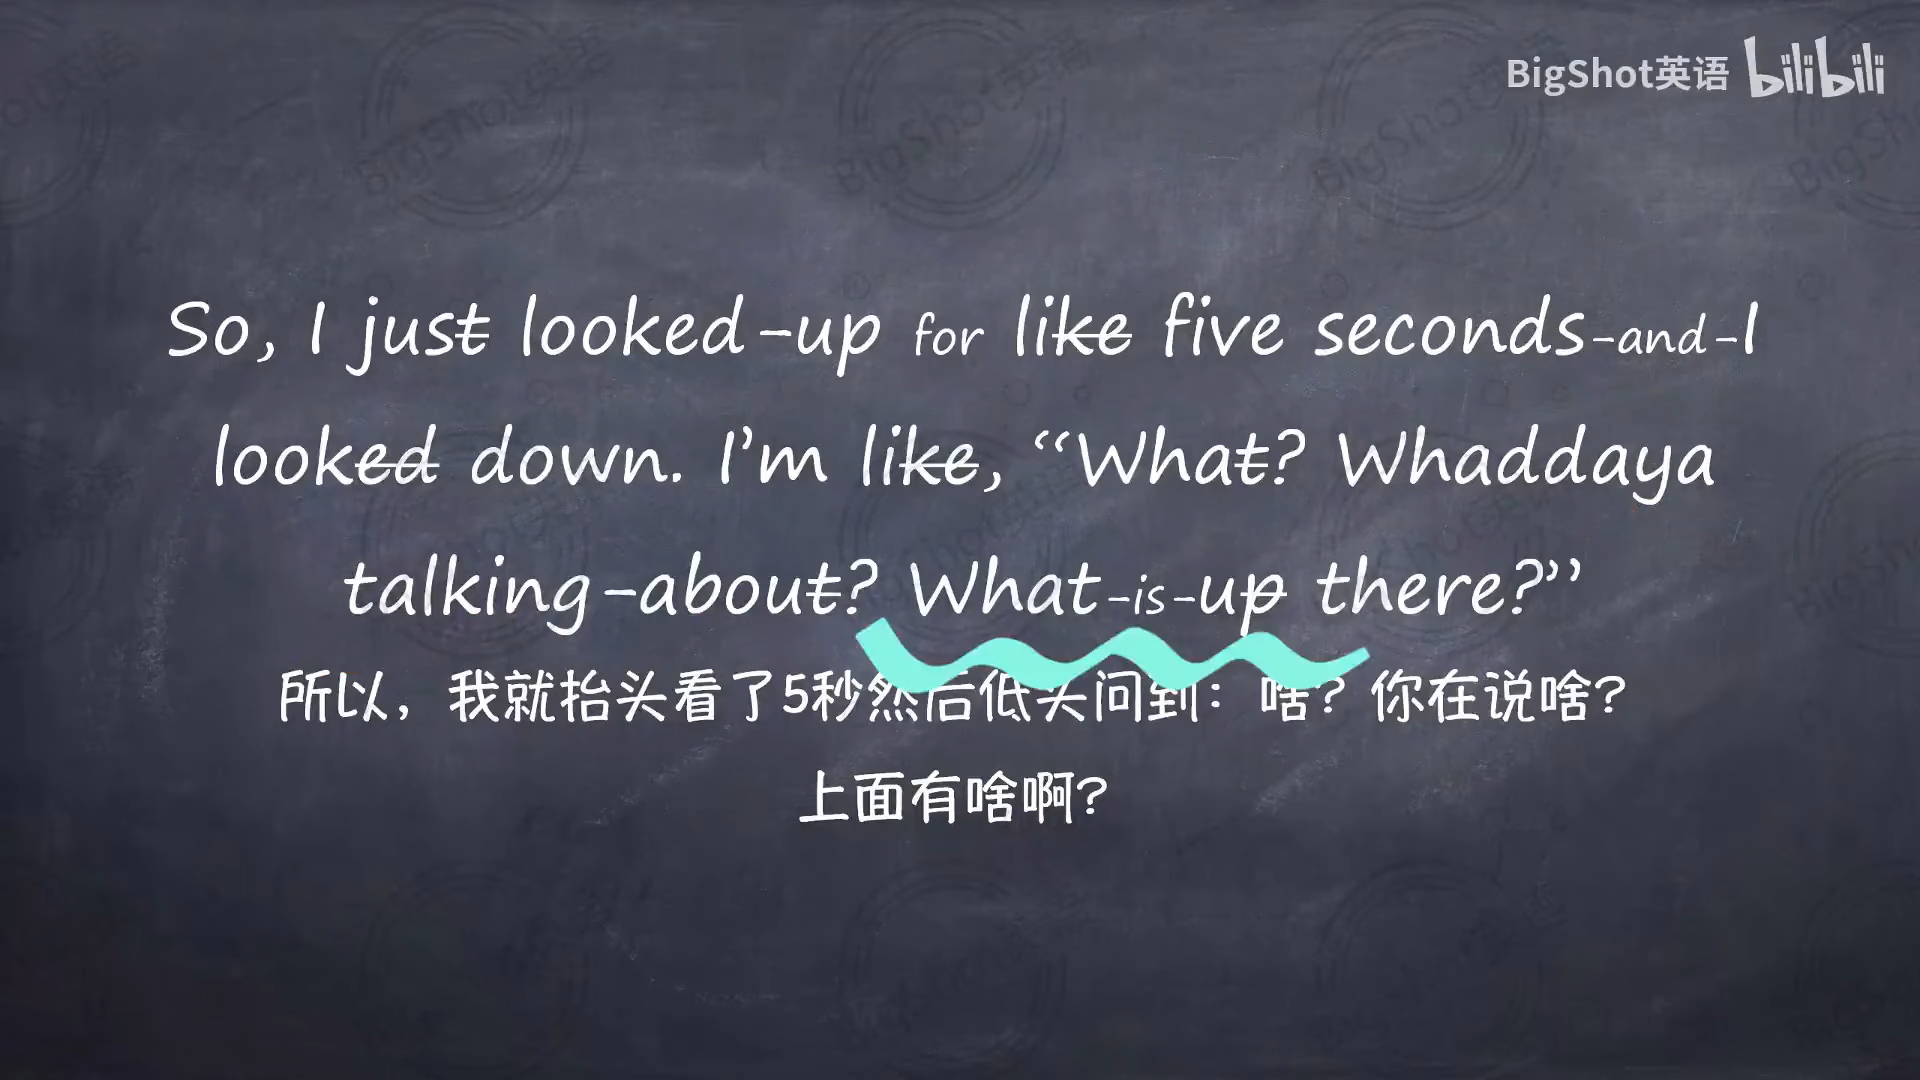 BigShot英语 bilibili
So, I just looked-up for like five seconds-and-I
looked down. I'm like, “What? Whaddaya
talking-about? What-is-up there?”
所以，我就抬头看了5秒然后低头问到：啥？你在说啥？
上面有啥啊？